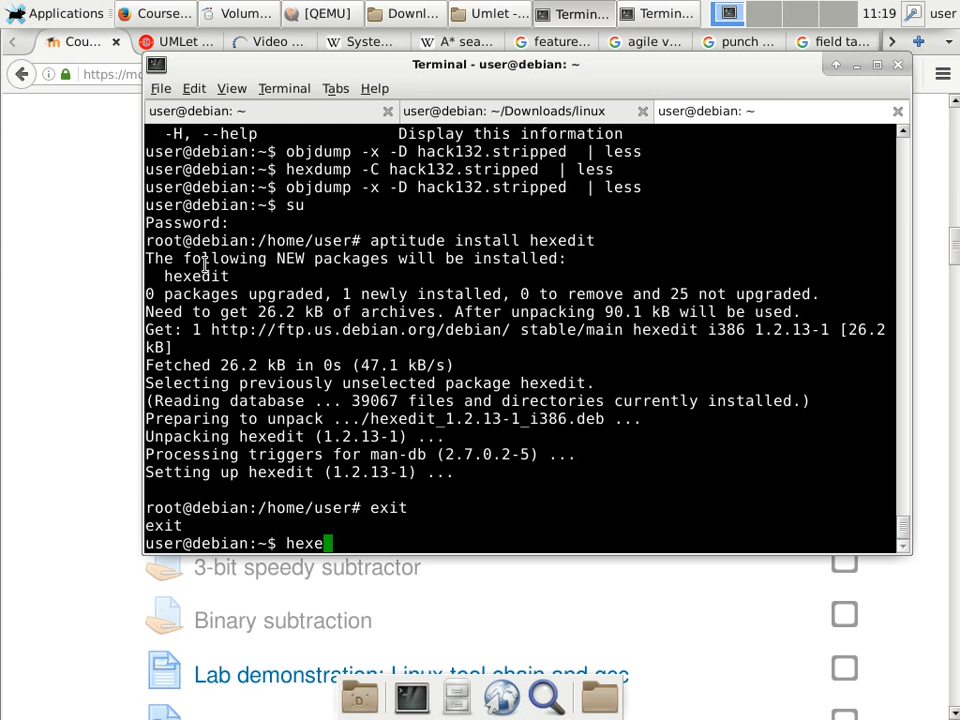 Applications
Course...
Volum...
[QEMU]
Downl...
Umlet -...
Termin...
Termin...
11:19
user
Cou...
UMLet ...
Video ...
Syste...
A* sea...
feature...
agile v...
punch ...
field ta...
https://mo
Terminal - user@debian: ~
File Edit View Terminal Tabs Help
user@debian: ~
user@debian: ~/Downloads/linux
user@debian: ~
-H, --help Display this information
user@debian:~$ objdump -x -D hack132.stripped | less
user@debian:~$ hexdump -C hack132.stripped | less
user@debian:~$ objdump -x -D hack132.stripped | less
user@debian:~$ su
Password:
root@debian:/home/user# aptitude install hexedit
The following NEW packages will be installed:
hexedit
0 packages upgraded, 1 newly installed, 0 to remove and 25 not upgraded.
Need to get 26.2 kB of archives. After unpacking 90.1 kB will be used.
Get: 1 http://ftp.us.debian.org/debian/ stable/main hexedit i386 1.2.13-1 [26.2
kB]
Fetched 26.2 kB in 0s (47.1 kB/s)
Selecting previously unselected package hexedit.
(Reading database ... 39067 files and directories currently installed.)
Preparing to unpack .../hexedit_1.2.13-1_i386.deb ...
Unpacking hexedit (1.2.13-1) ...
Processing triggers for man-db (2.7.0.2-5) ...
Setting up hexedit (1.2.13-1) ...
root@debian:/home/user# exit
exit
user@debian:~$ hexe
3-bit speedy subtractor
Binary subtraction
Lab demonstration: Linux tool chain and gcc